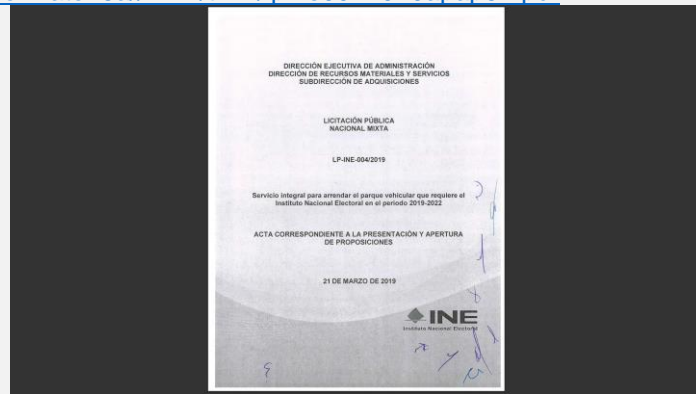 DIRECCIÓN EJECUTIVA DE ADMINISTRACIÓN
DIRECCIÓN DE RECURSOS MATERIALES Y SERVICIOS
SUBDIRECCIÓN DE ADQUISICIONES
LICITACIÓN PÚBLICA
NACIONAL MIXTA
LP-INE-004/2019
Servicio integral para arrendar el parque vehicular que requiere el
Instituto Nacional Electoral en el periodo 2019-2022
ACTA CORRESPONDIENTE A LA PRESENTACIÓN Y APERTURA
DE PROPOSICIONES
21 DE MARZO DE 2019
INE
Instituto Nacional Electoral